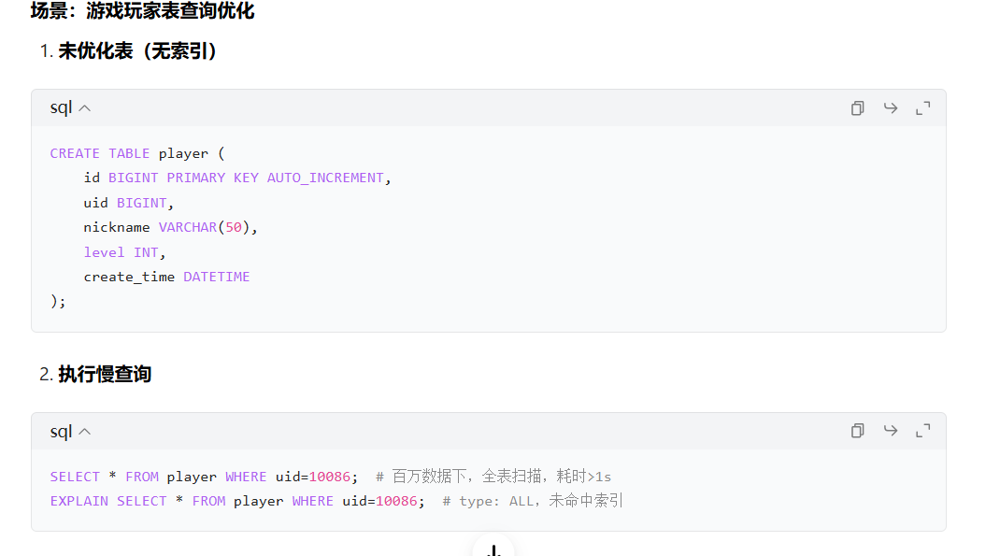 场景：游戏玩家表查询优化
1. 未优化表（无索引）
sql
CREATE TABLE player (
    id BIGINT PRIMARY KEY AUTO_INCREMENT,
    uid BIGINT,
    nickname VARCHAR(50),
    level INT,
    create_time DATETIME
);
2. 执行慢查询
sql
SELECT * FROM player WHERE uid=10086;  # 百万数据下，全表扫描，耗时>1s
EXPLAIN SELECT * FROM player WHERE uid=10086;  # type: ALL，未命中索引